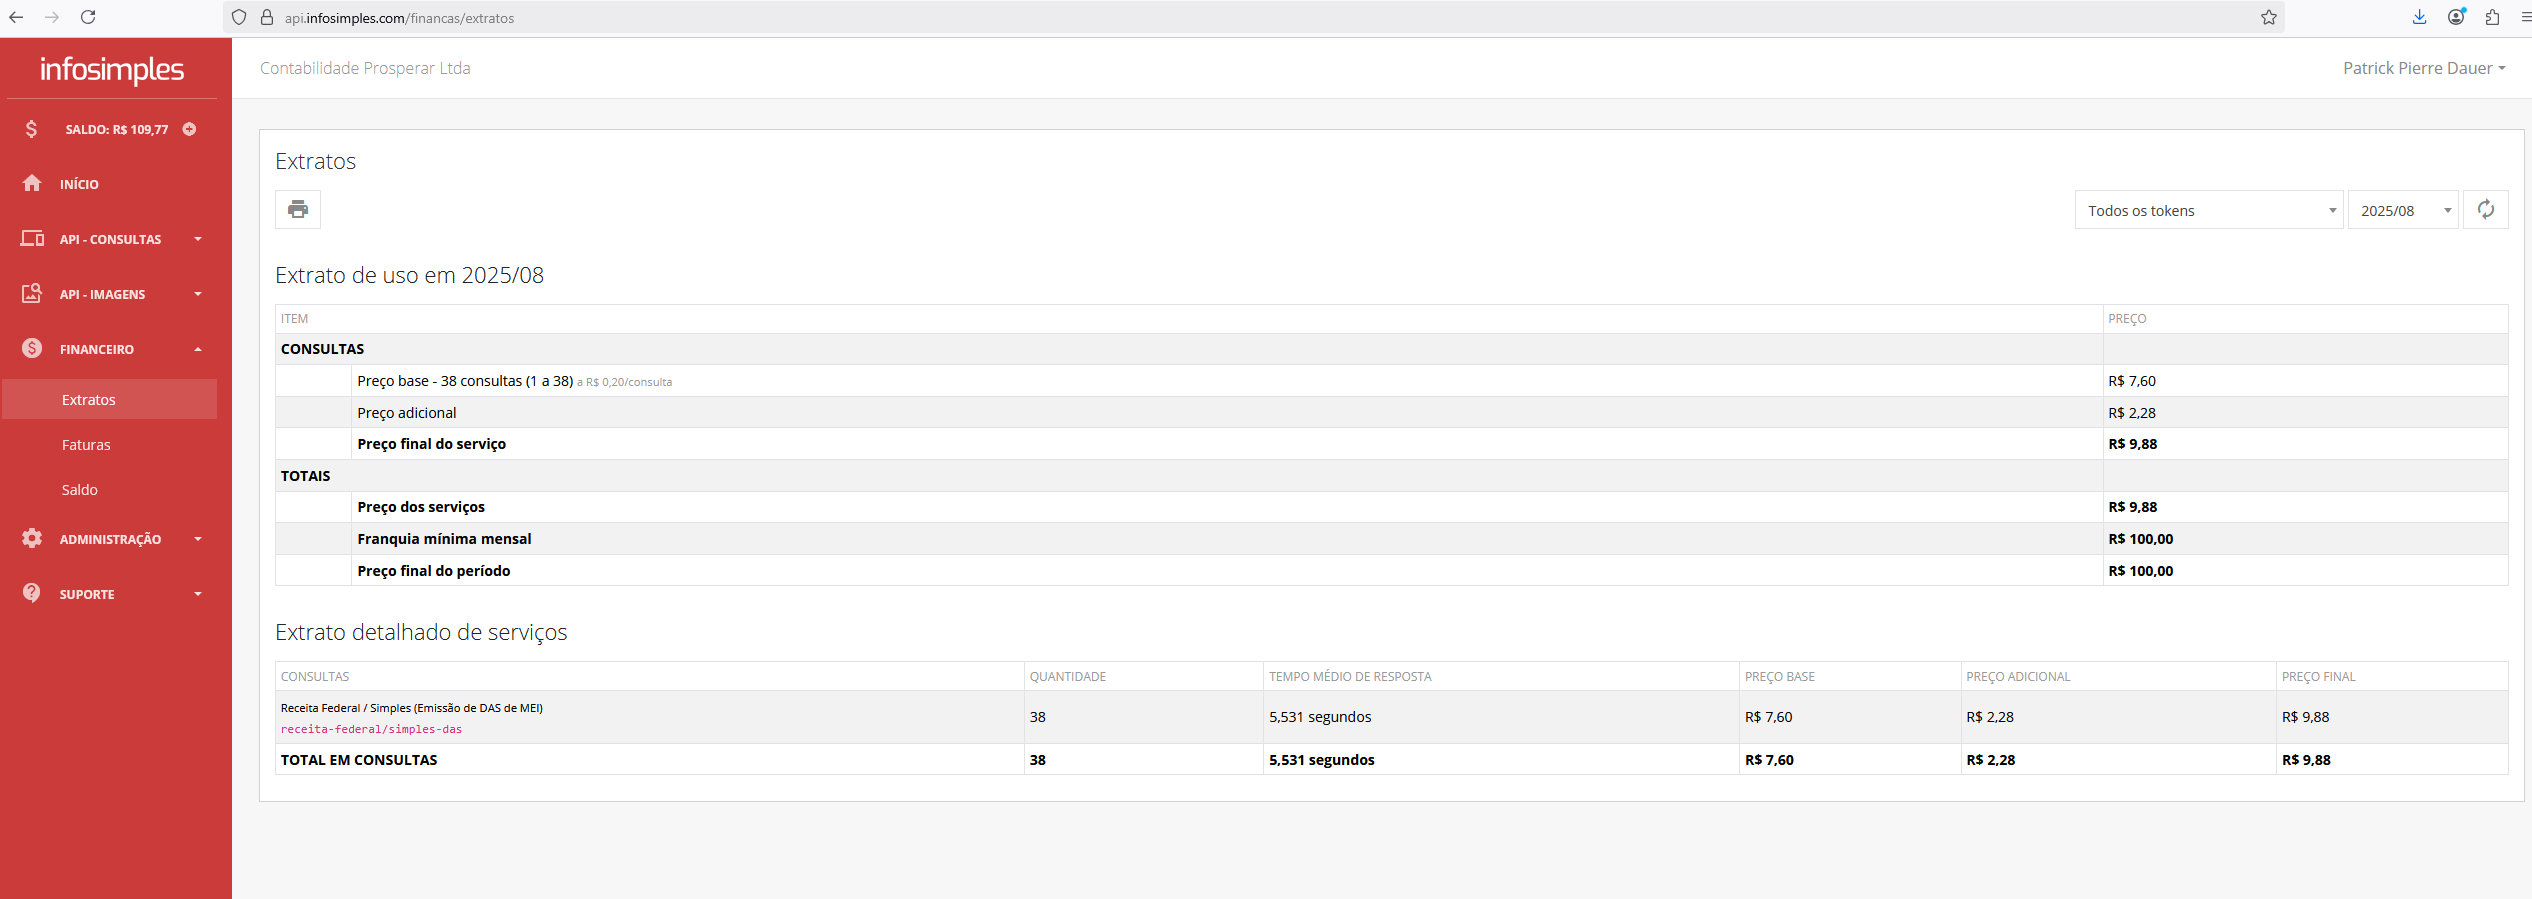 api.infosimples.com/financas/extratos
infosimples
Contabilidade Prosperar Ltda
Patrick Pierre Dauer
SALDO: R$ 109,77
INÍCIO
API - CONSULTAS
API - IMAGENS
FINANCEIRO
Extratos
Faturas
Saldo
ADMINISTRAÇÃO
SUPORTE
Extratos
Todos os tokens
2025/08
Extrato de uso em 2025/08
ITEM PREÇO
CONSULTAS
Preço base - 38 consultas (1 a 38) a R$ 0,20/consulta R$ 7,60
Preço adicional R$ 2,28
Preço final do serviço R$ 9,88
TOTAIS
Preço dos serviços R$ 9,88
Franquia mínima mensal R$ 100,00
Preço final do período R$ 100,00
Extrato detalhado de serviços
CONSULTAS QUANTIDADE TEMPO MÉDIO DE RESPOSTA PREÇO BASE PREÇO ADICIONAL PREÇO FINAL
Receita Federal / Simples (Emissão de DAS de MEI)
receita-federal/simples-das
38 5,531 segundos R$ 7,60 R$ 2,28 R$ 9,88
TOTAL EM CONSULTAS 38 5,531 segundos R$ 7,60 R$ 2,28 R$ 9,88